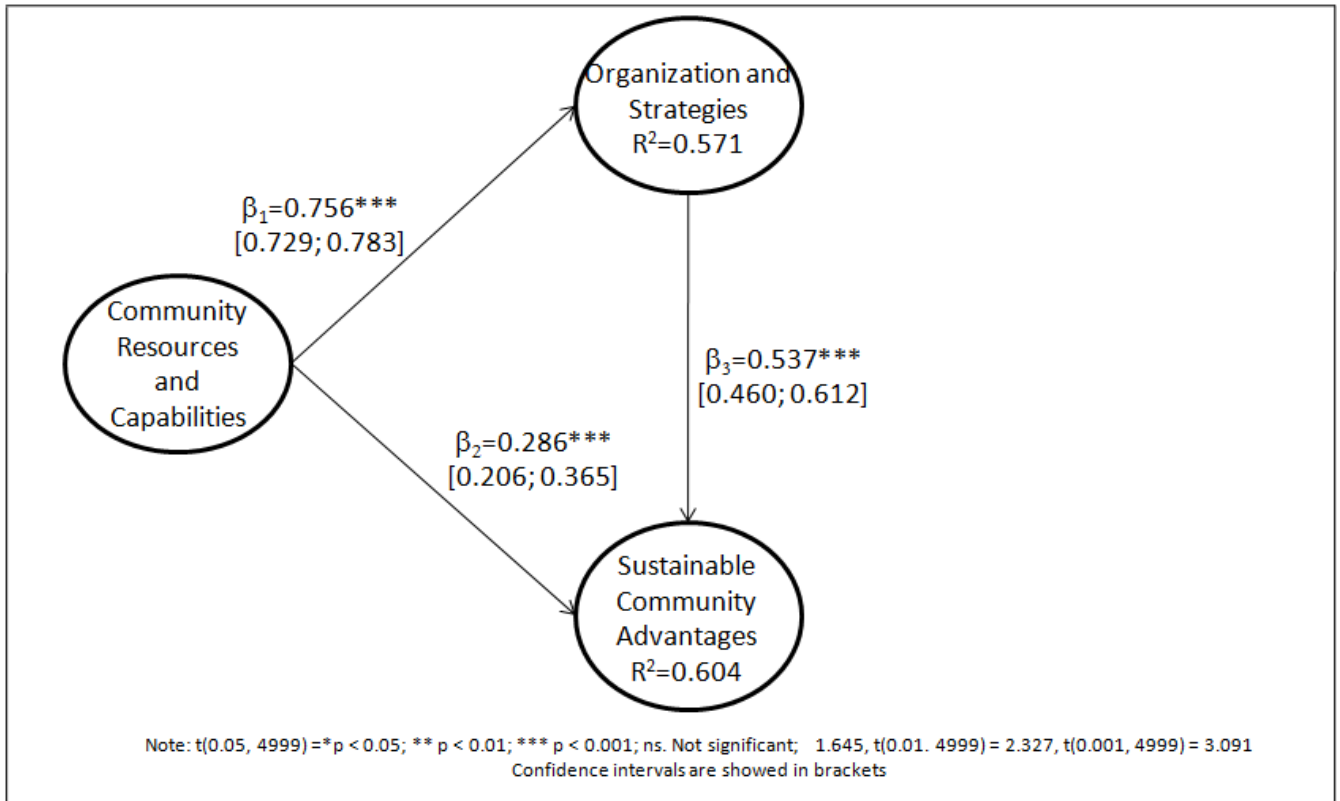 Organization and
Strategies
R²=0.571
β₁=0.756***
[0.729; 0.783]
Community
Resources
and
Capabilities
β₃=0.537***
[0.460; 0.612]
β₂=0.286***
[0.206; 0.365]
Sustainable
Community
Advantages
R²=0.604
Note: t(0.05, 4999) =*p < 0.05; ** p < 0.01; *** p < 0.001; ns. Not significant; 1.645, t(0.01. 4999) = 2.327, t(0.001, 4999) = 3.091
Confidence intervals are showed in brackets